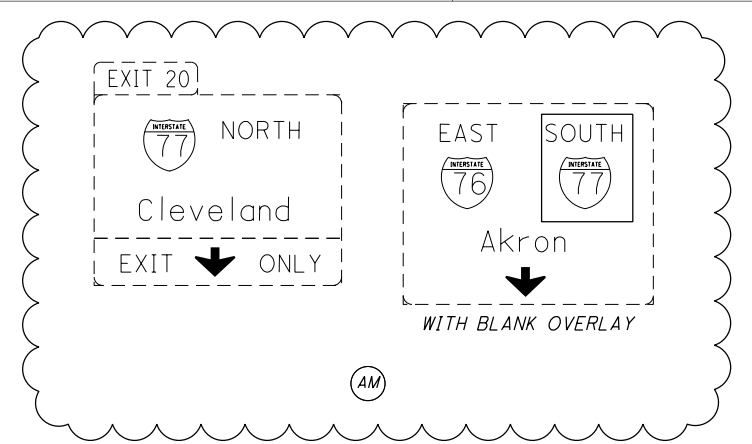 EXIT 20
INTERSTATE
77
NORTH
Cleveland
EXIT ONLY
EAST SOUTH
INTERSTATE INTERSTATE
76 77
Akron
WITH BLANK OVERLAY
AM